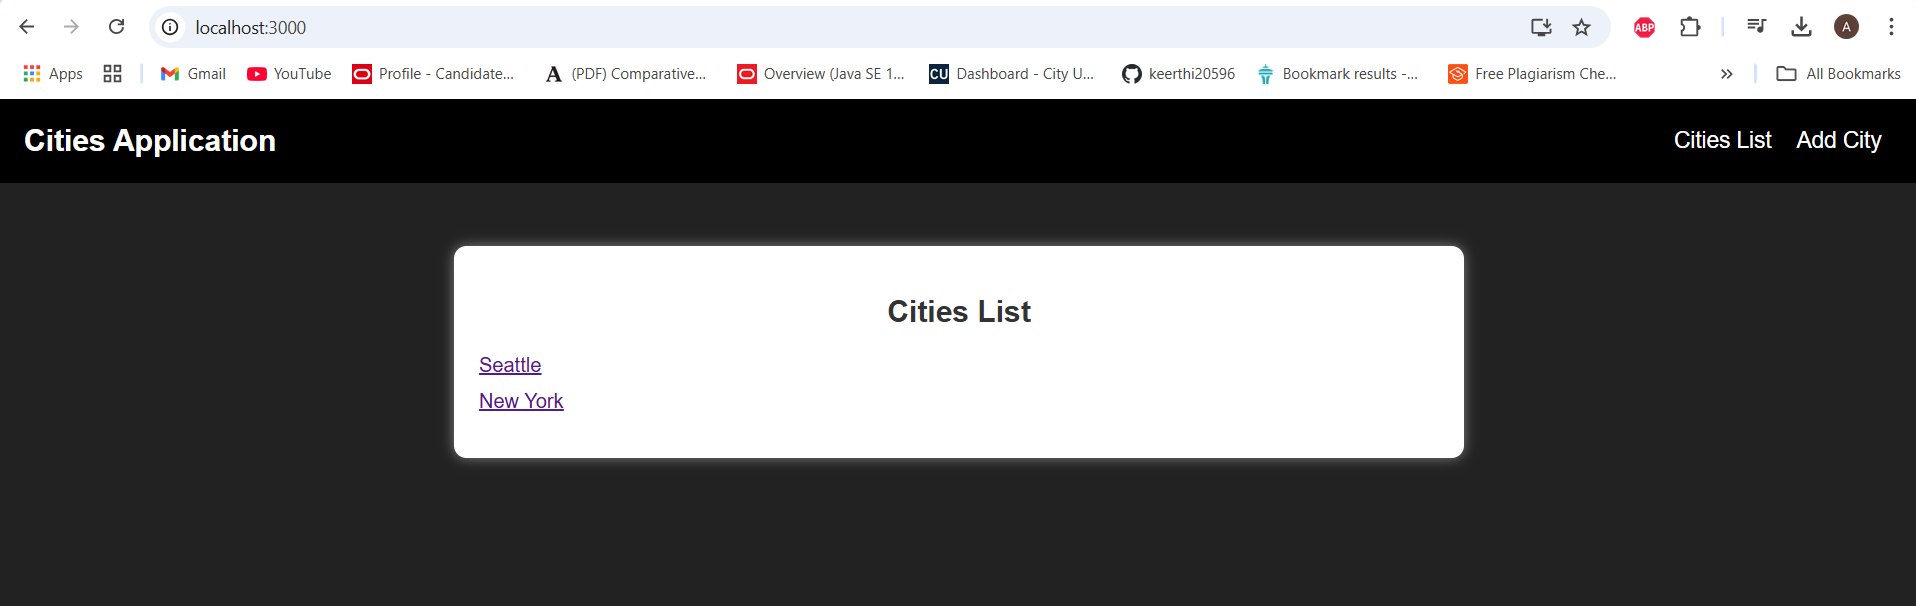 localhost:3000
ABP
A
Apps
Gmail
YouTube
Profile - Candidate...
A
(PDF) Comparative...
Overview (Java SE 1...
CU
Dashboard - City U...
keerthi20596
Bookmark results -...
Free Plagiarism Che...
»
All Bookmarks
Cities Application
Cities List
Add City
Cities List
Seattle
New York